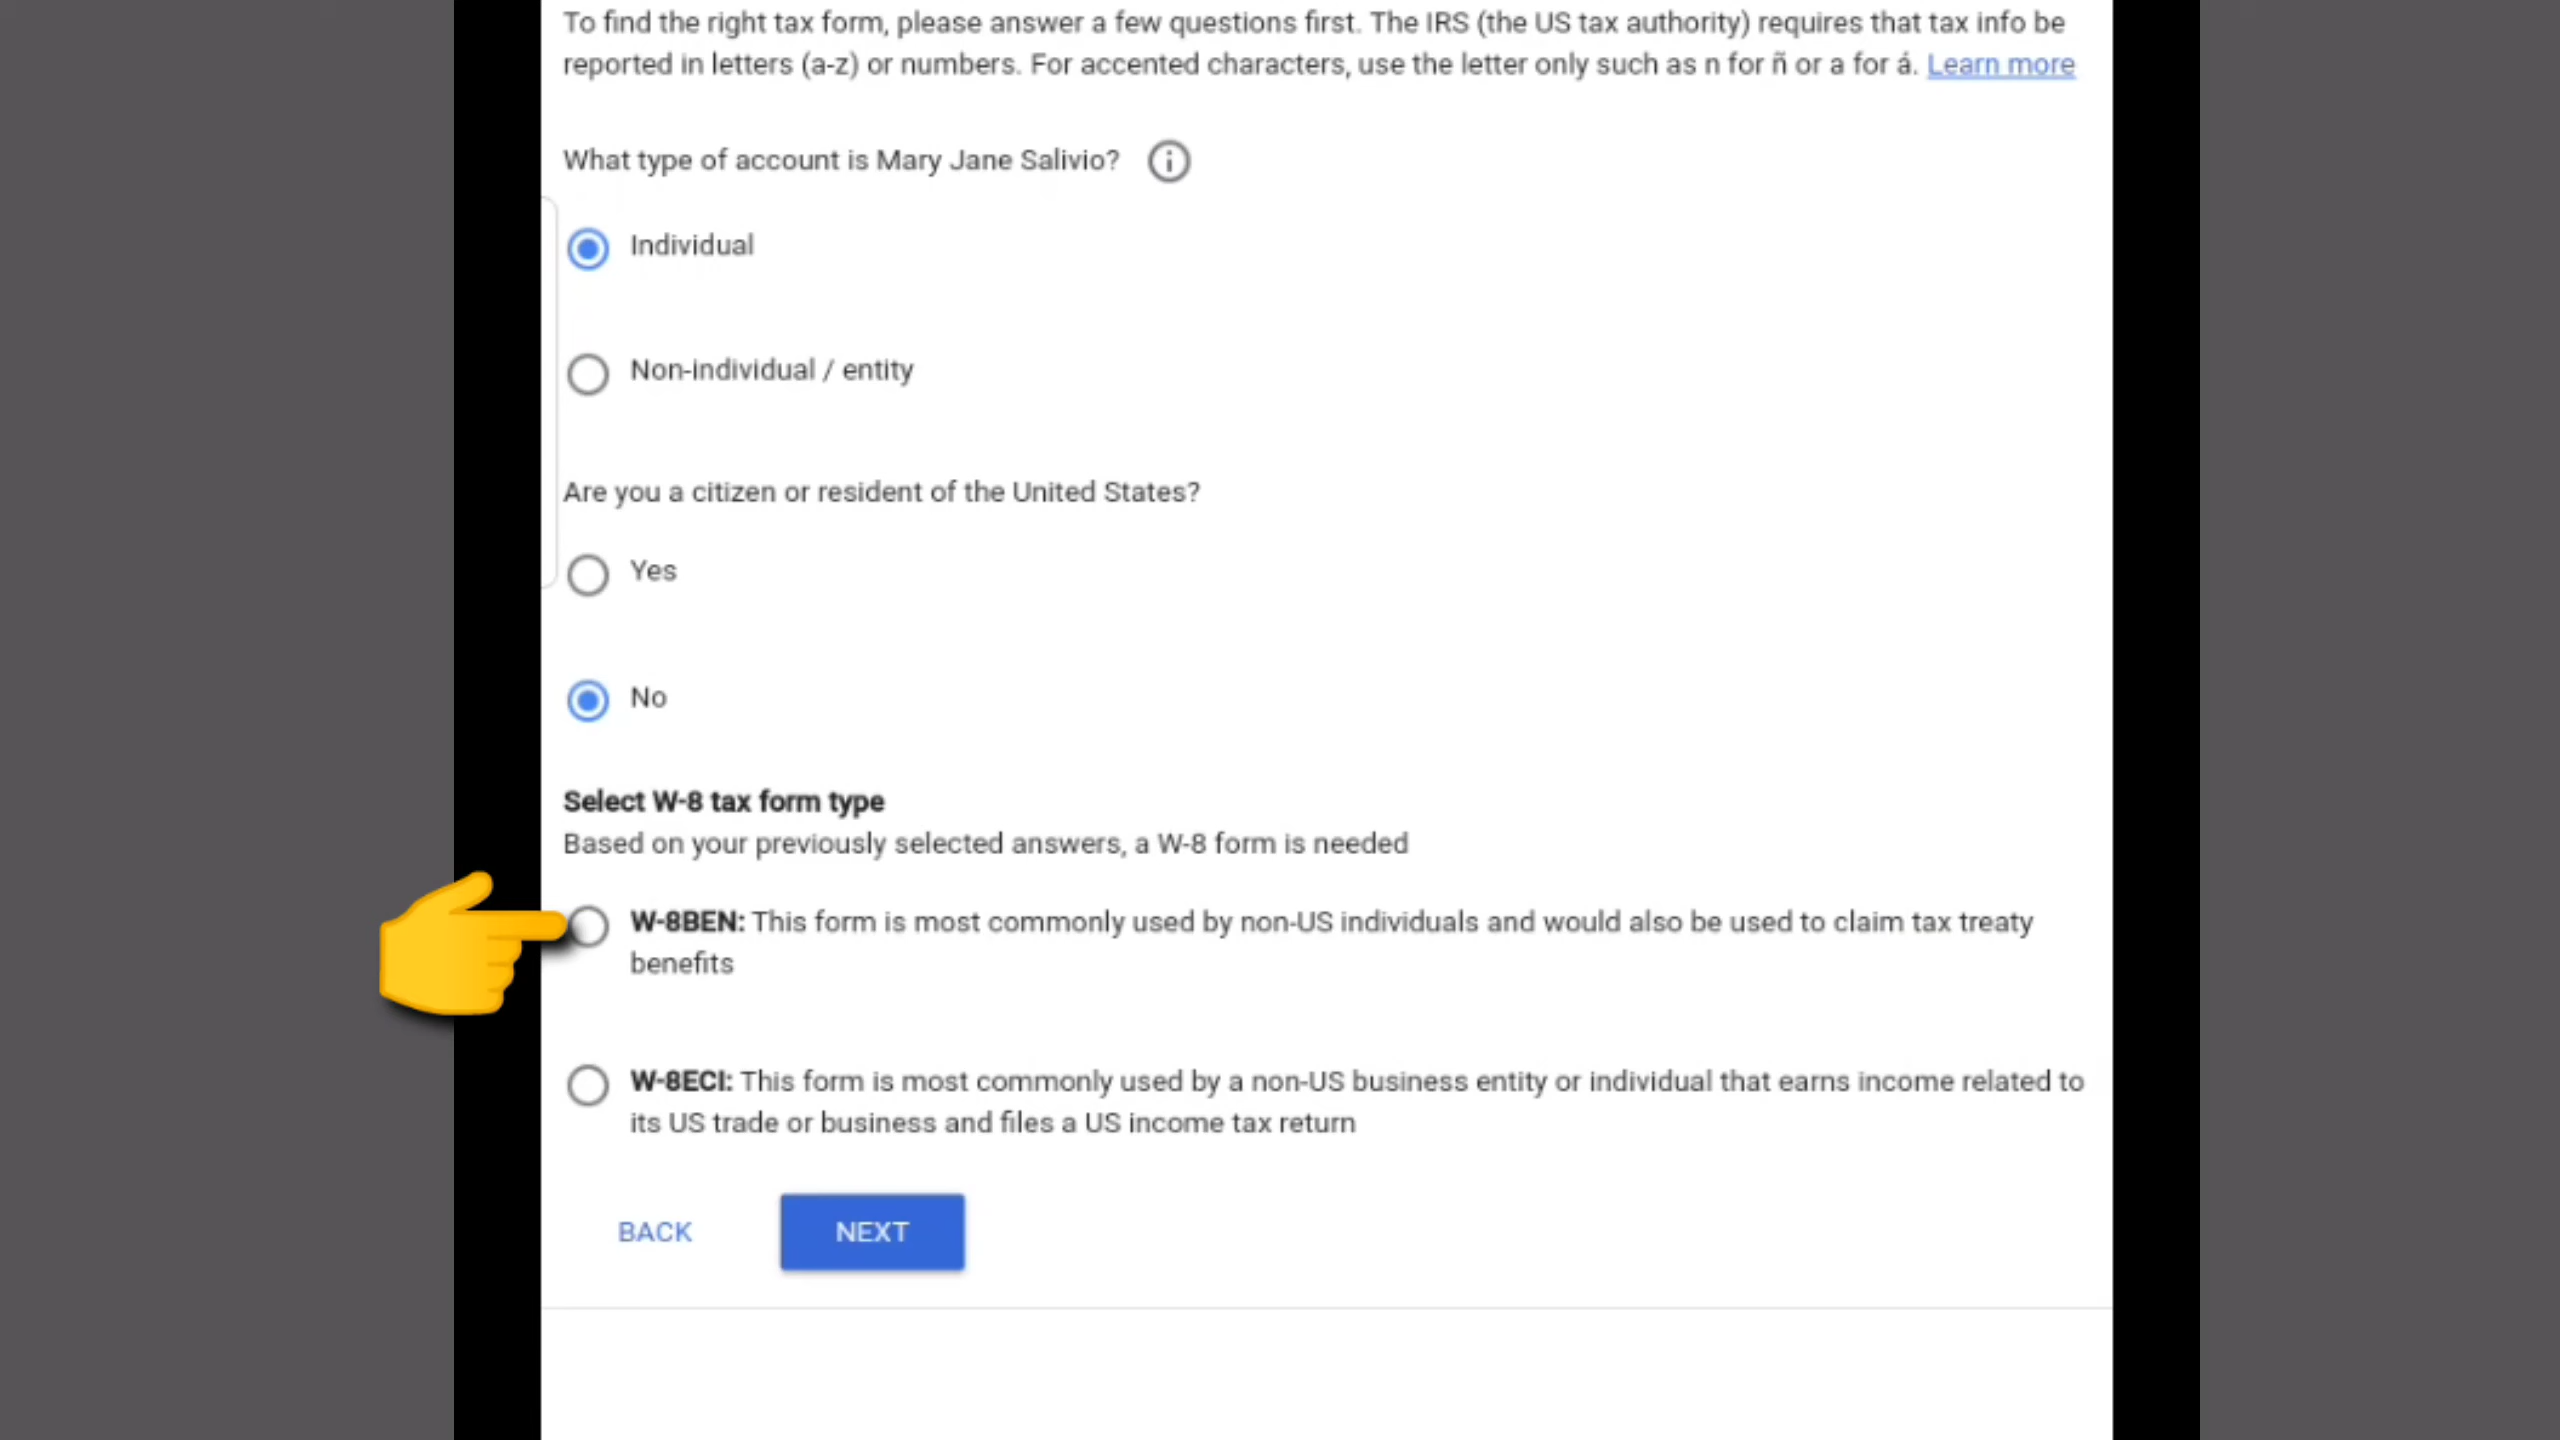 To find the right tax form, please answer a few questions first. The IRS (the US tax authority) requires that tax info be
reported in letters (a-z) or numbers. For accented characters, use the letter only such as n for ñ or a for á. Learn more
What type of account is Mary Jane Salivio?
Individual
Non-individual / entity
Are you a citizen or resident of the United States?
Yes
No
Select W-8 tax form type
Based on your previously selected answers, a W-8 form is needed
W-8BEN: This form is most commonly used by non-US individuals and would also be used to claim tax treaty
benefits
W-8ECI: This form is most commonly used by a non-US business entity or individual that earns income related to
its US trade or business and files a US income tax return
BACK
NEXT